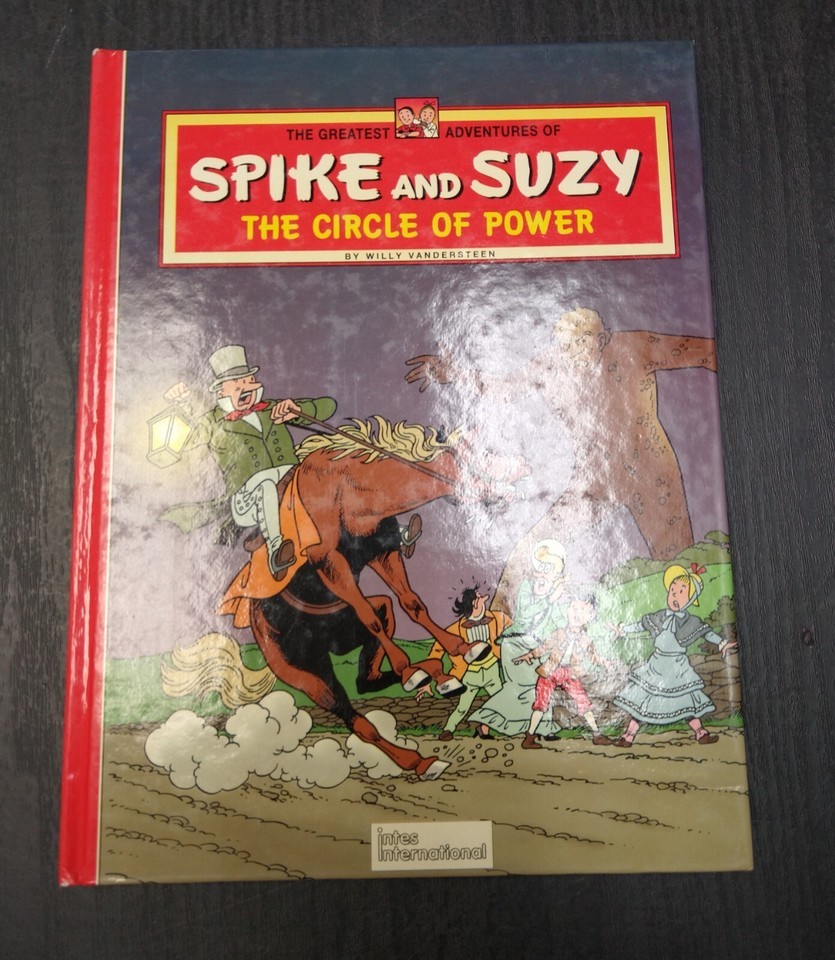 THE GREATEST ADVENTURES OF
SPIKE AND SUZY
THE CIRCLE OF POWER
BY WILLY VANDERSTEEN
intes
International